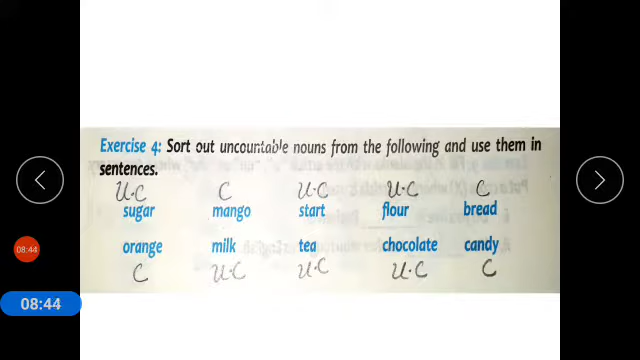 Exercise 4: Sort out uncountable nouns from the following and use them in
sentences.
U.C C U.C U.C C
sugar mango start flour bread
orange milk tea chocolate candy
C U.C U.C U.C C
08:44
08:44